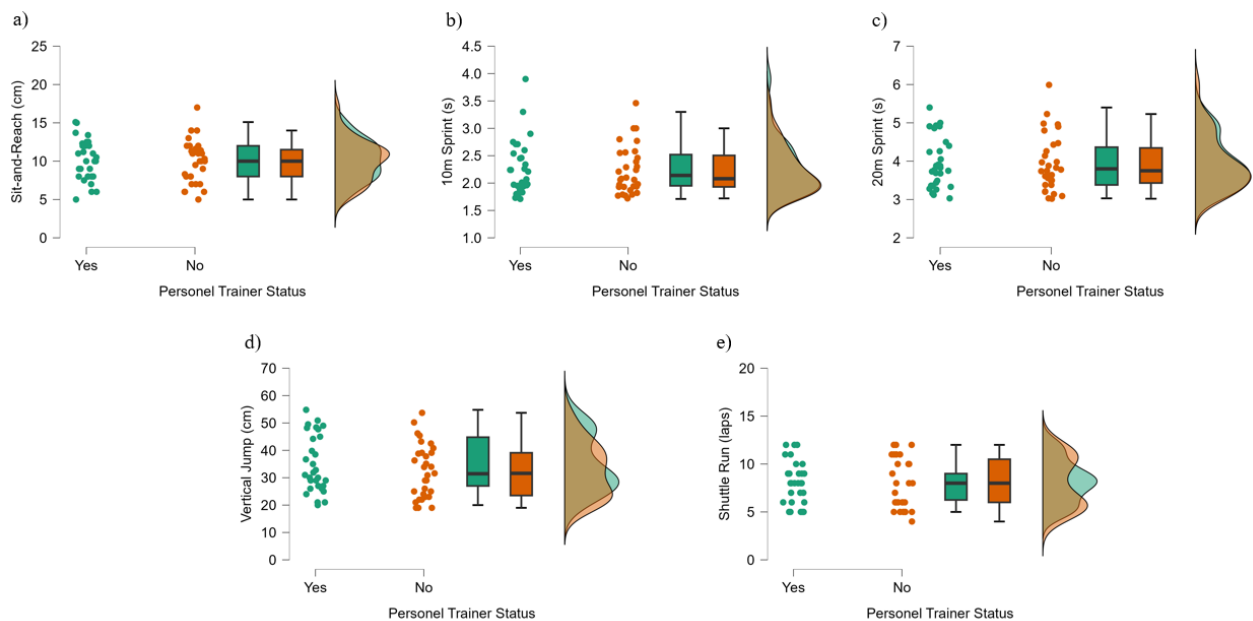 a)
25
20
15
10
5
0
Silt-and-Reach (cm)
Yes
No
Personel Trainer Status
b)
4.5
4.0
3.5
3.0
2.5
2.0
1.5
1.0
10m Sprint (s)
Yes
No
Personel Trainer Status
c)
7
6
5
4
3
2
20m Sprint (s)
Yes
No
Personel Trainer Status
d)
70
60
50
40
30
20
10
0
Vertical Jump (cm)
Yes
No
Personel Trainer Status
e)
20
15
10
5
0
Shuttle Run (laps)
Yes
No
Personel Trainer Status